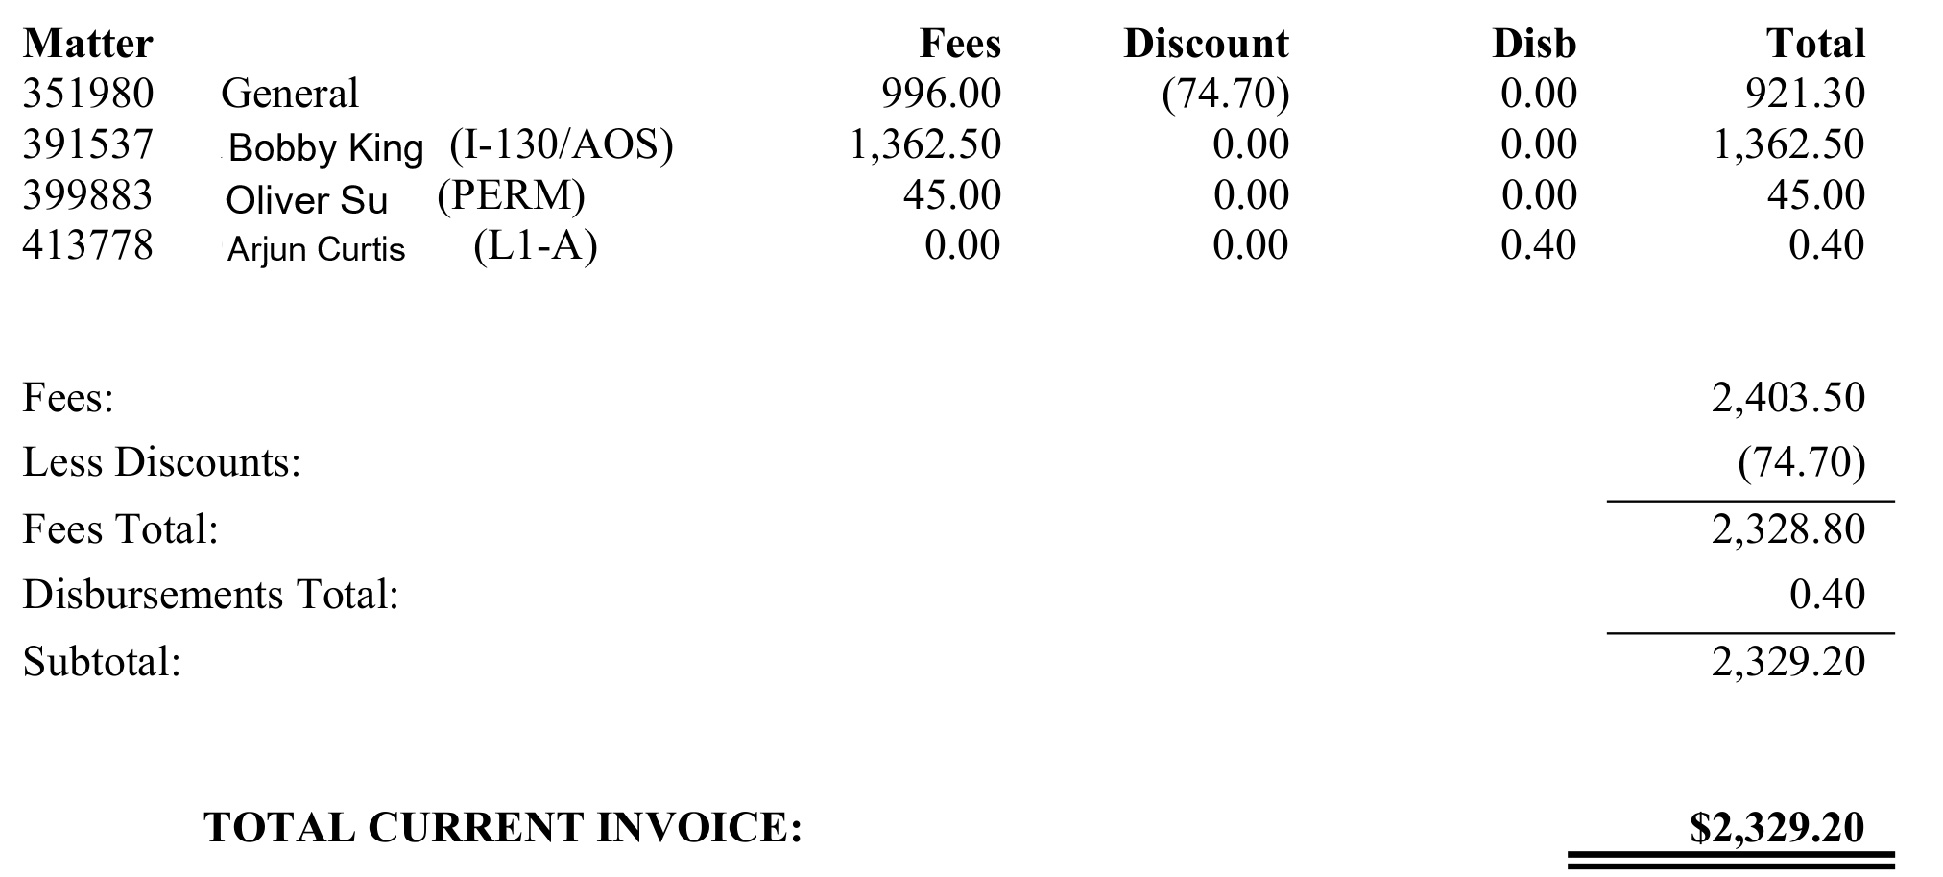 Matter Fees Discount Disb Total
351980 General 996.00 (74.70) 0.00 921.30
391537 Bobby King (I-130/AOS) 1,362.50 0.00 0.00 1,362.50
399883 Oliver Su (PERM) 45.00 0.00 0.00 45.00
413778 Arjun Curtis (L1-A) 0.00 0.00 0.40 0.40
Fees: 2,403.50
Less Discounts: (74.70)
Fees Total: 2,328.80
Disbursements Total: 0.40
Subtotal: 2,329.20
TOTAL CURRENT INVOICE: $2,329.20